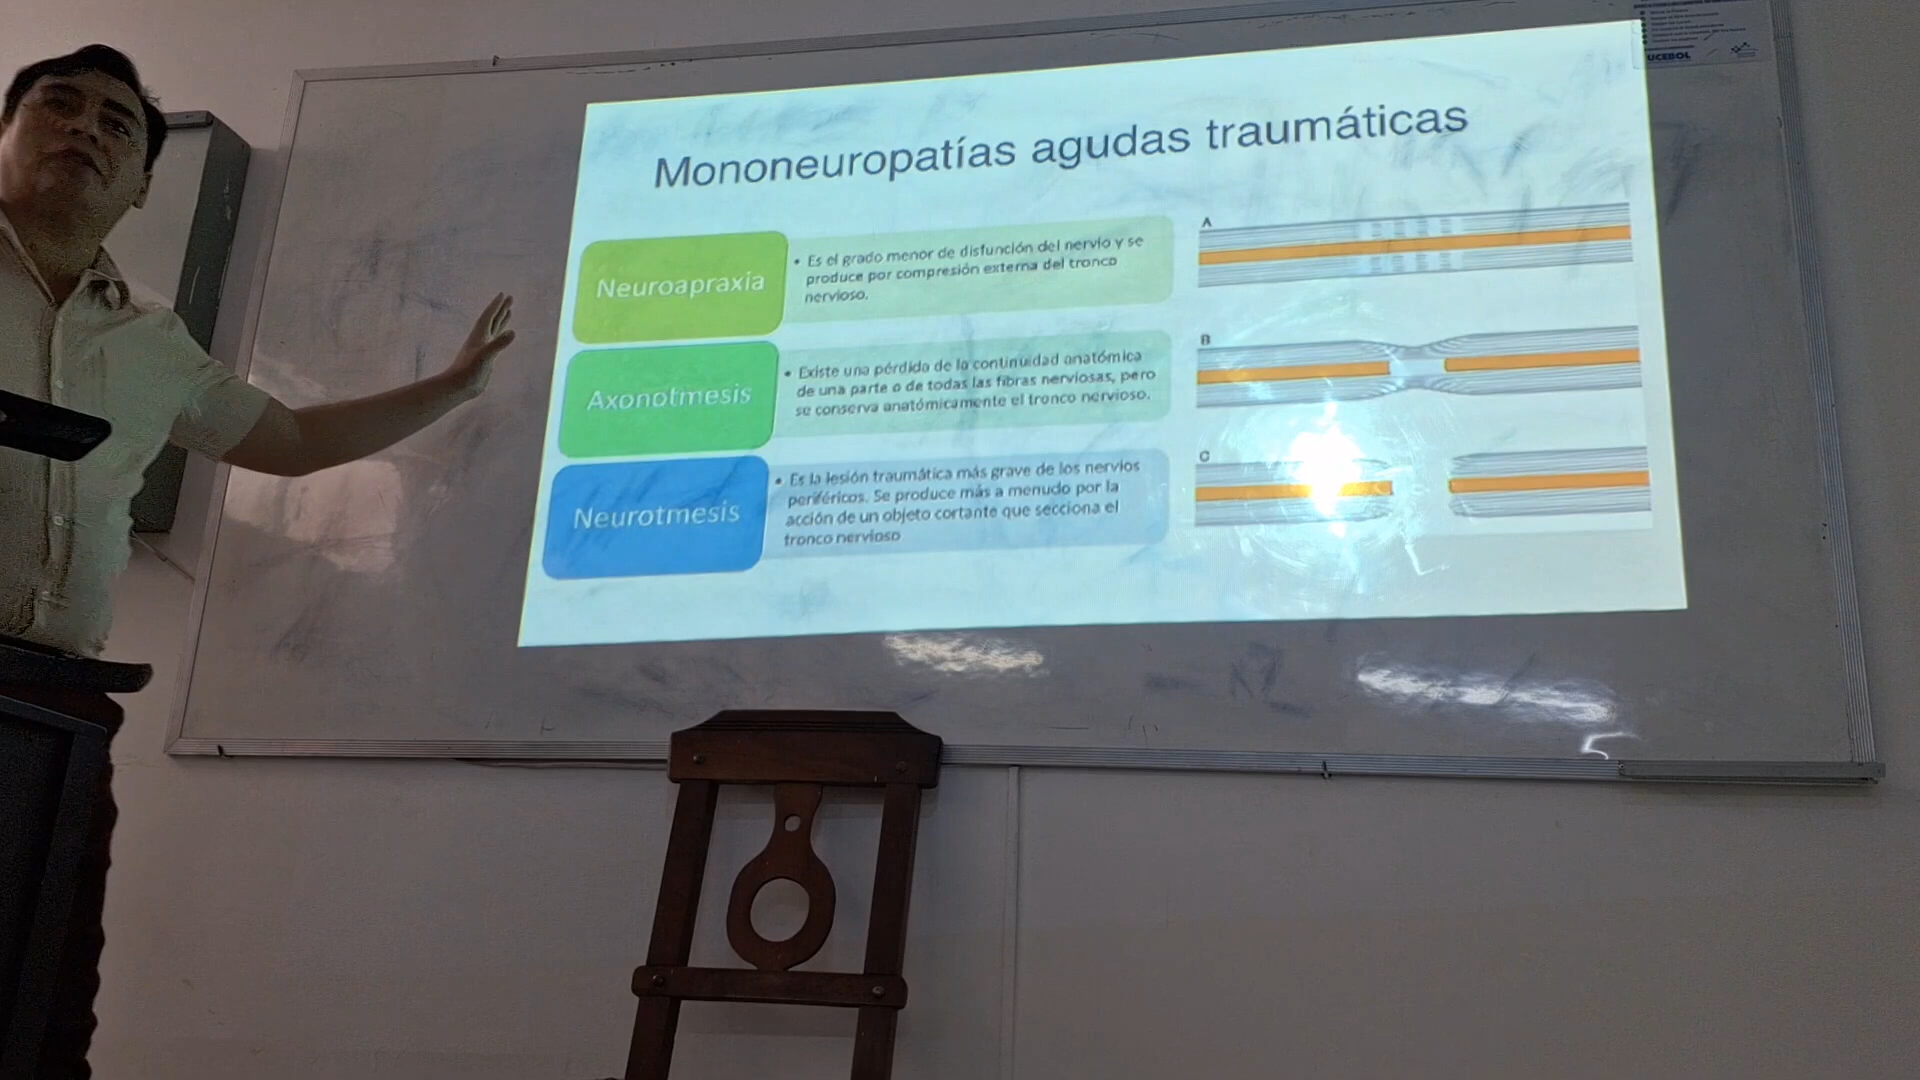 UCEBOL
Mononeuropatías agudas traumáticas
Neuroapraxia
• Es el grado menor de disfunción del nervio y se
produce por compresión externa del tronco
nervioso.
A
Axonotmesis
• Existe una pérdida de la continuidad anatómica
de una parte o de todas las fibras nerviosas, pero
se conserva anatómicamente el tronco nervioso.
B
Neurotmesis
• Es la lesión traumática más grave de los nervios
periféricos. Se produce más a menudo por la
acción de un objeto cortante que secciona el
tronco nervioso
C